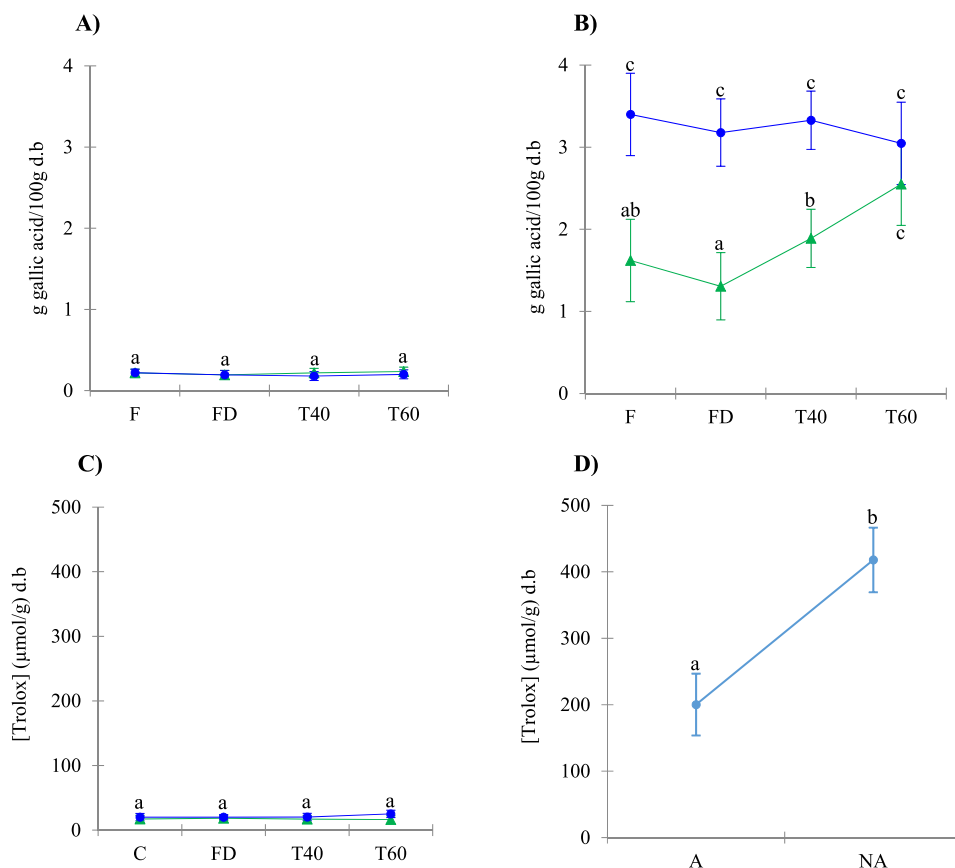 A)
g gallic acid/100g d.b
4
3
2
1
0
a
a
a
a
F
FD
T40
T60
B)
g gallic acid/100g d.b
4
3
2
1
0
c
c
c
c
ab
a
b
c
F
FD
T40
T60
C)
[Trolox] (µmol/g) d.b
500
400
300
200
100
0
a
a
a
a
C
FD
T40
T60
D)
[Trolox] (µmol/g) d.b
500
400
300
200
100
0
a
b
A
NA